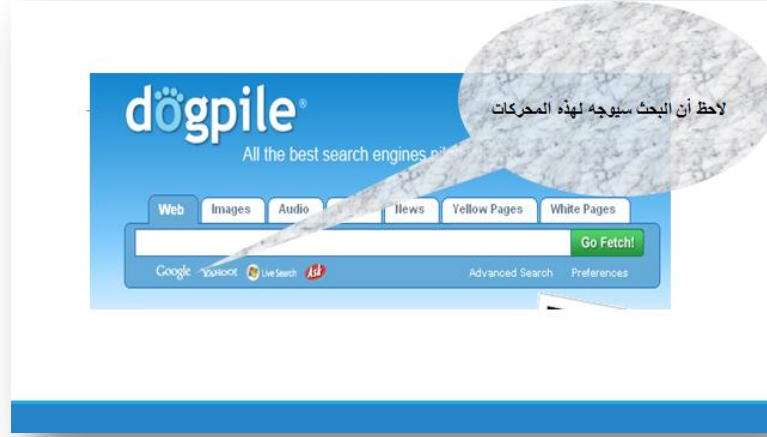 dogpile®
لاحظ أن البحث سيوجه لهذه المحركات
All the best search engines
Web Images Audio News Yellow Pages White Pages
Go Fetch!
Google YAHOO! Live Search Ask Advanced Search Preferences